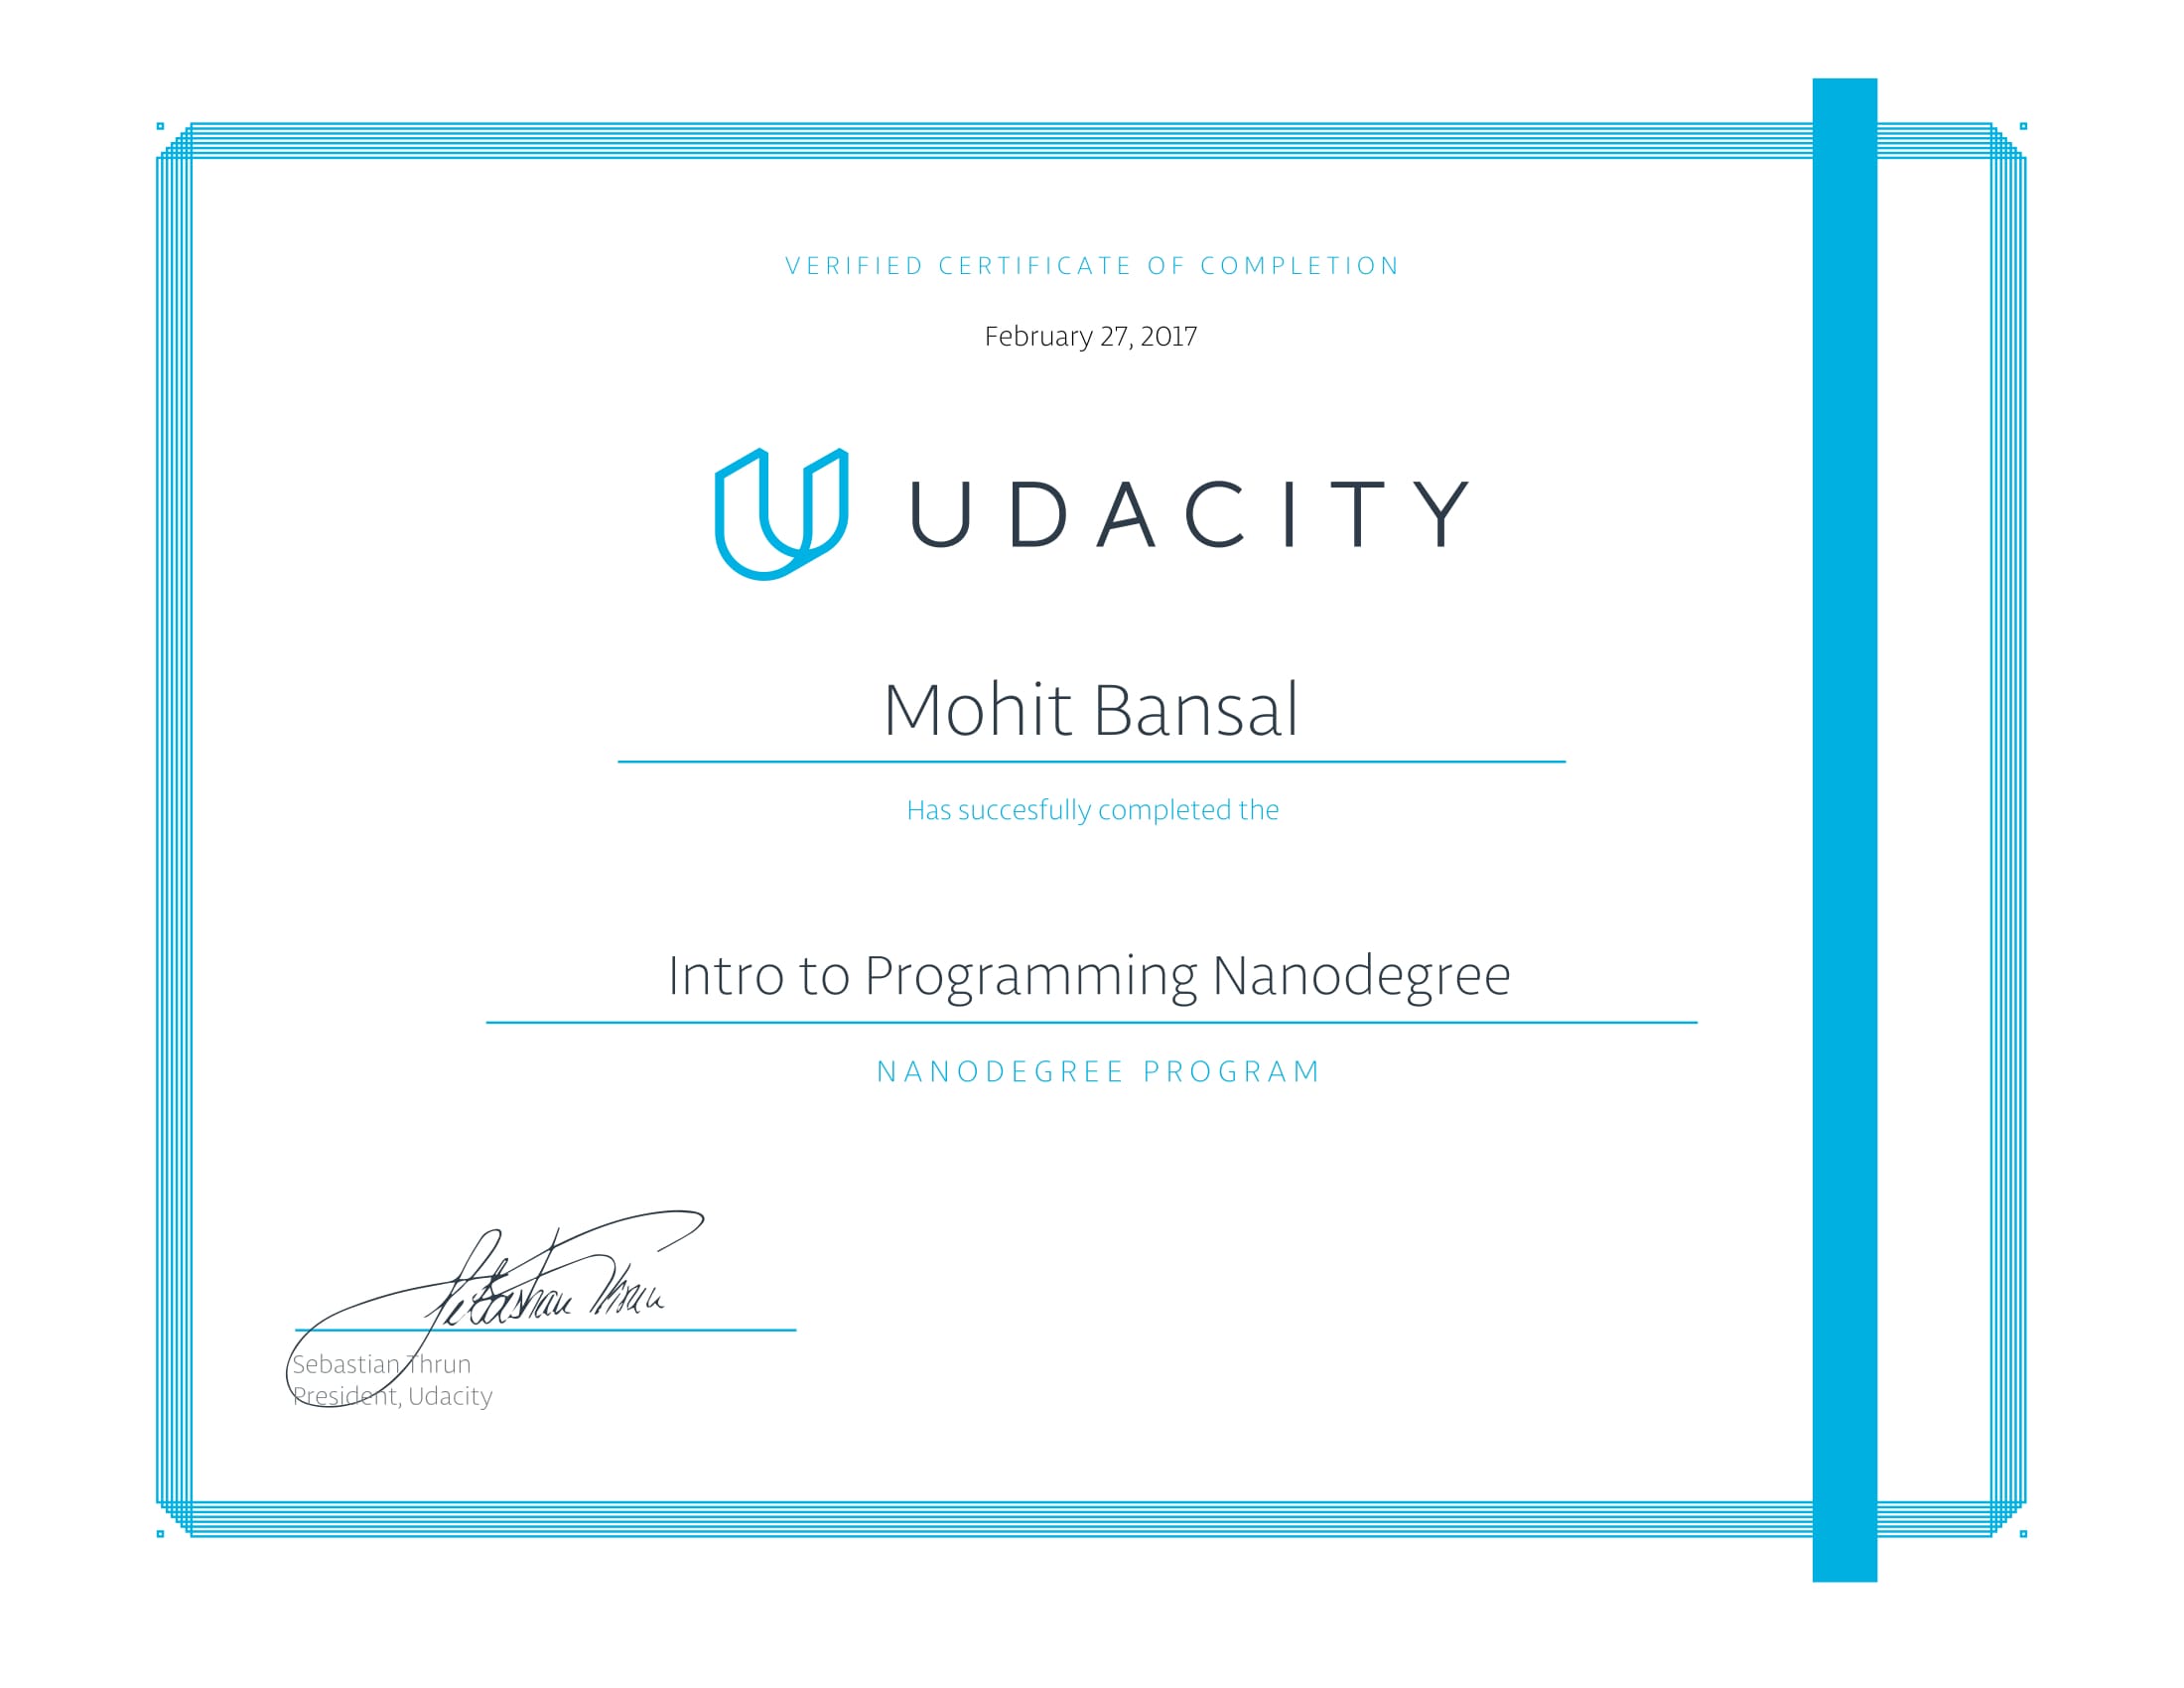 VERIFIED CERTIFICATE OF COMPLETION
February 27, 2017
UDACITY
Mohit Bansal
Has succesfully completed the
Intro to Programming Nanodegree
NANODEGREE PROGRAM
Sebastian Thrun
Sebastian Thrun
President, Udacity